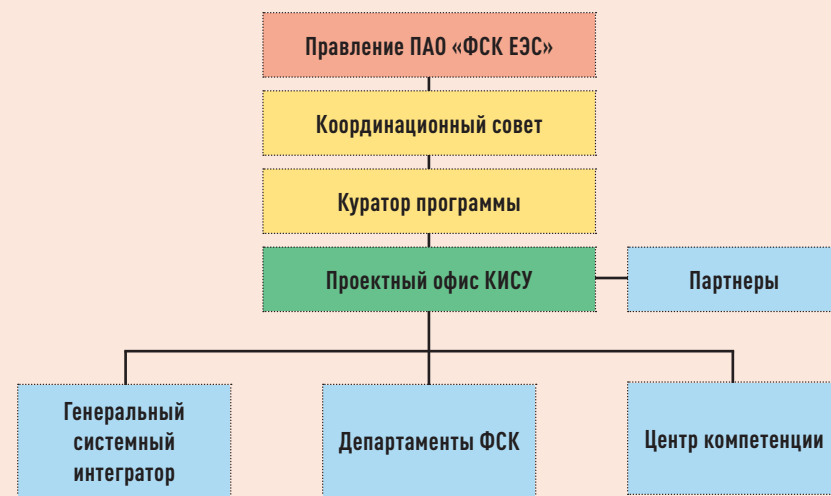 Правление ПАО «ФСК ЕЭС»
Координационный совет
Куратор программы
Проектный офис КИСУ
Партнеры
Генеральный
системный
интегратор
Департаменты ФСК
Центр компетенции